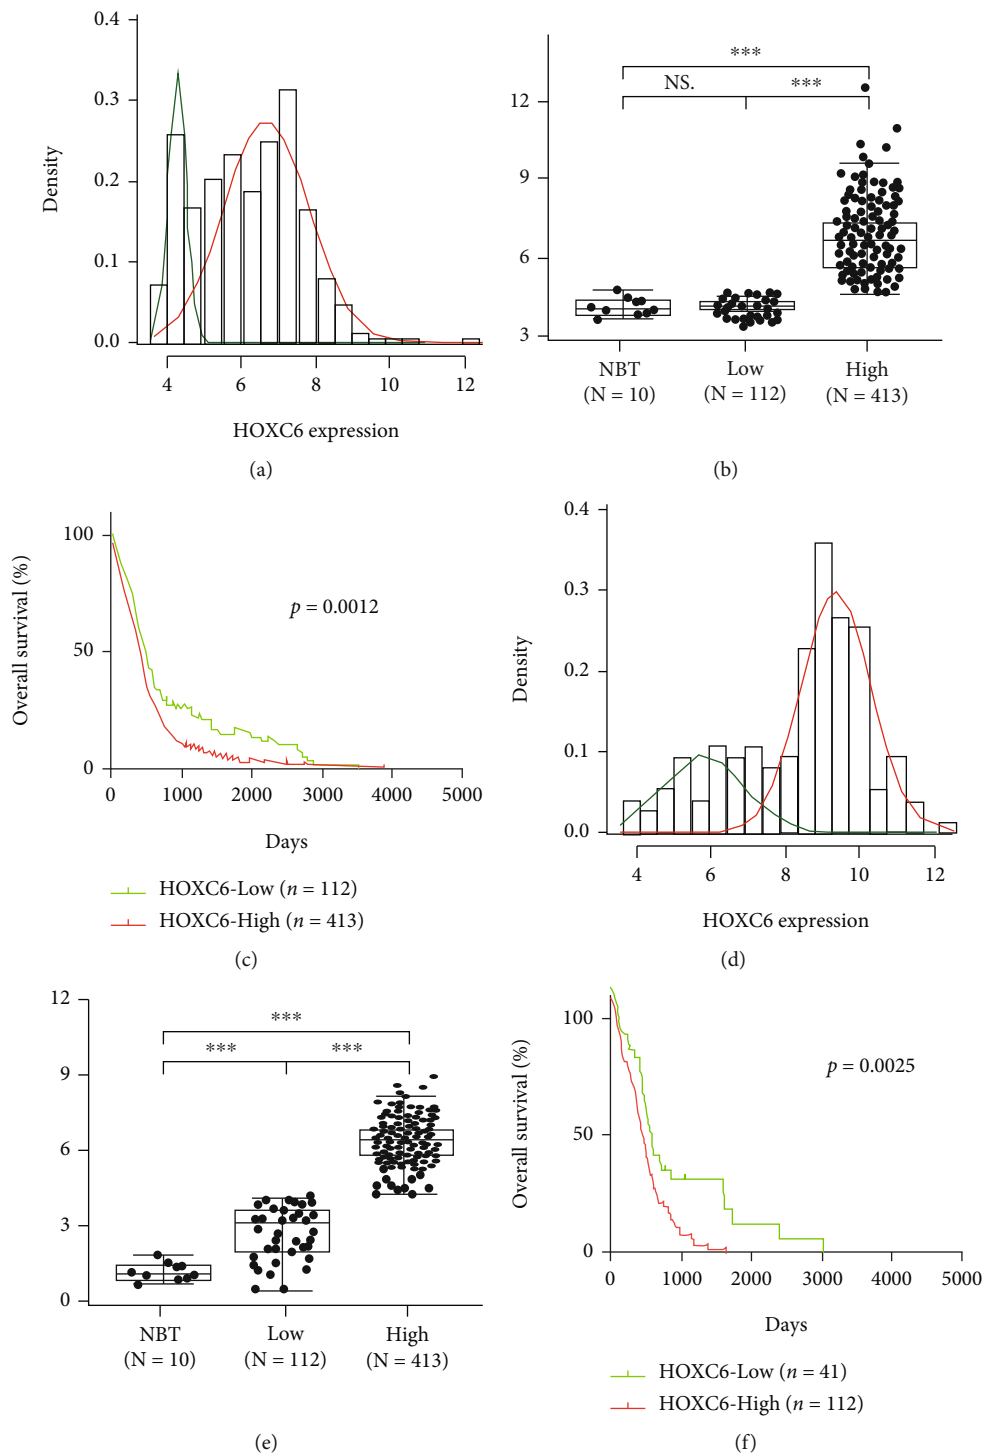 0.4
0.3
0.2
0.1
0.0
Density
4 6 8 10 12
HOXC6 expression
(a)
12
9
6
3
***
NS. ***
NBT Low High
(N = 10) (N = 112) (N = 413)
(b)
100
50
0
Overall survival (%)
p = 0.0012
0 1000 2000 3000 4000 5000
Days
HOXC6-Low (n = 112)
HOXC6-High (n = 413)
(c)
0.4
0.3
0.2
0.1
0.0
Density
4 6 8 10 12
HOXC6 expression
(d)
12
9
6
3
0
***
*** ***
NBT Low High
(N = 10) (N = 112) (N = 413)
(e)
100
50
0
Overall survival (%)
p = 0.0025
0 1000 2000 3000 4000 5000
Days
HOXC6-Low (n = 41)
HOXC6-High (n = 112)
(f)